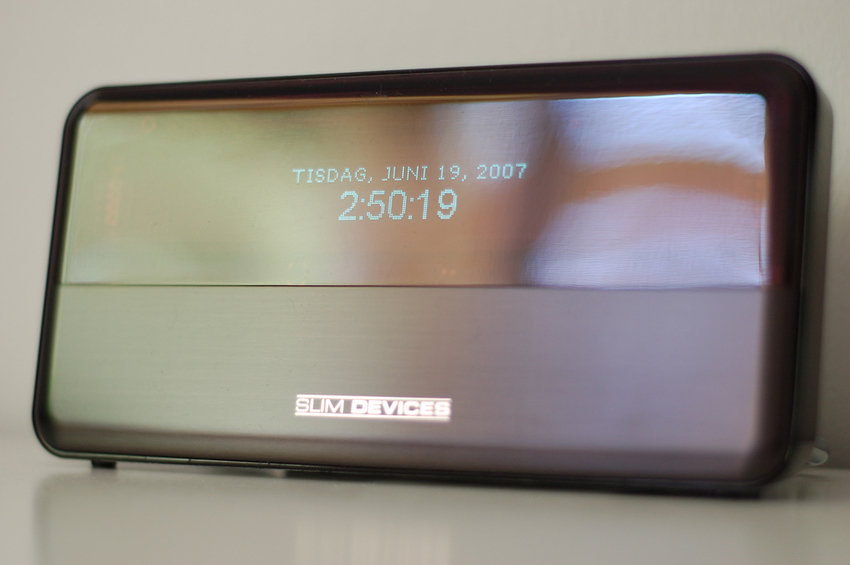 TISDAG, JUNI 19, 2007
2:50:19
SLIM DEVICES